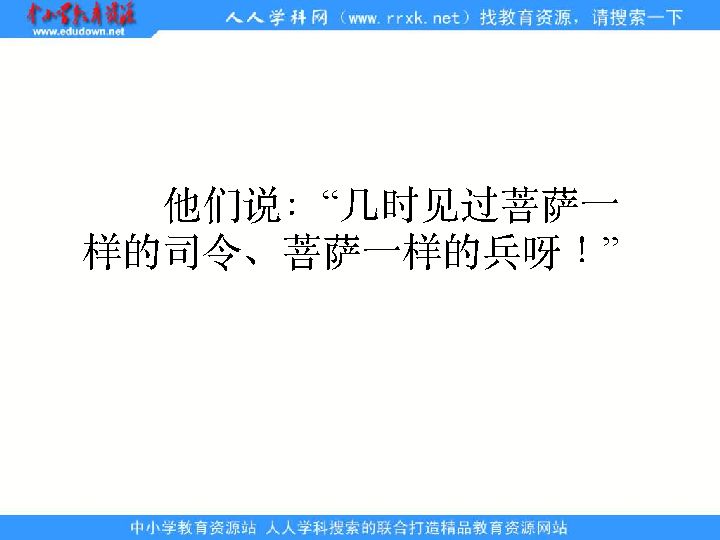 中小学教育资源
www.edudown.net
人人学科网（www.rrxk.net）找教育资源，请搜索一下
他们说：“几时见过菩萨一
样的司令、菩萨一样的兵呀！”
中小学教育资源站 人人学科搜索的联合打造精品教育资源网站